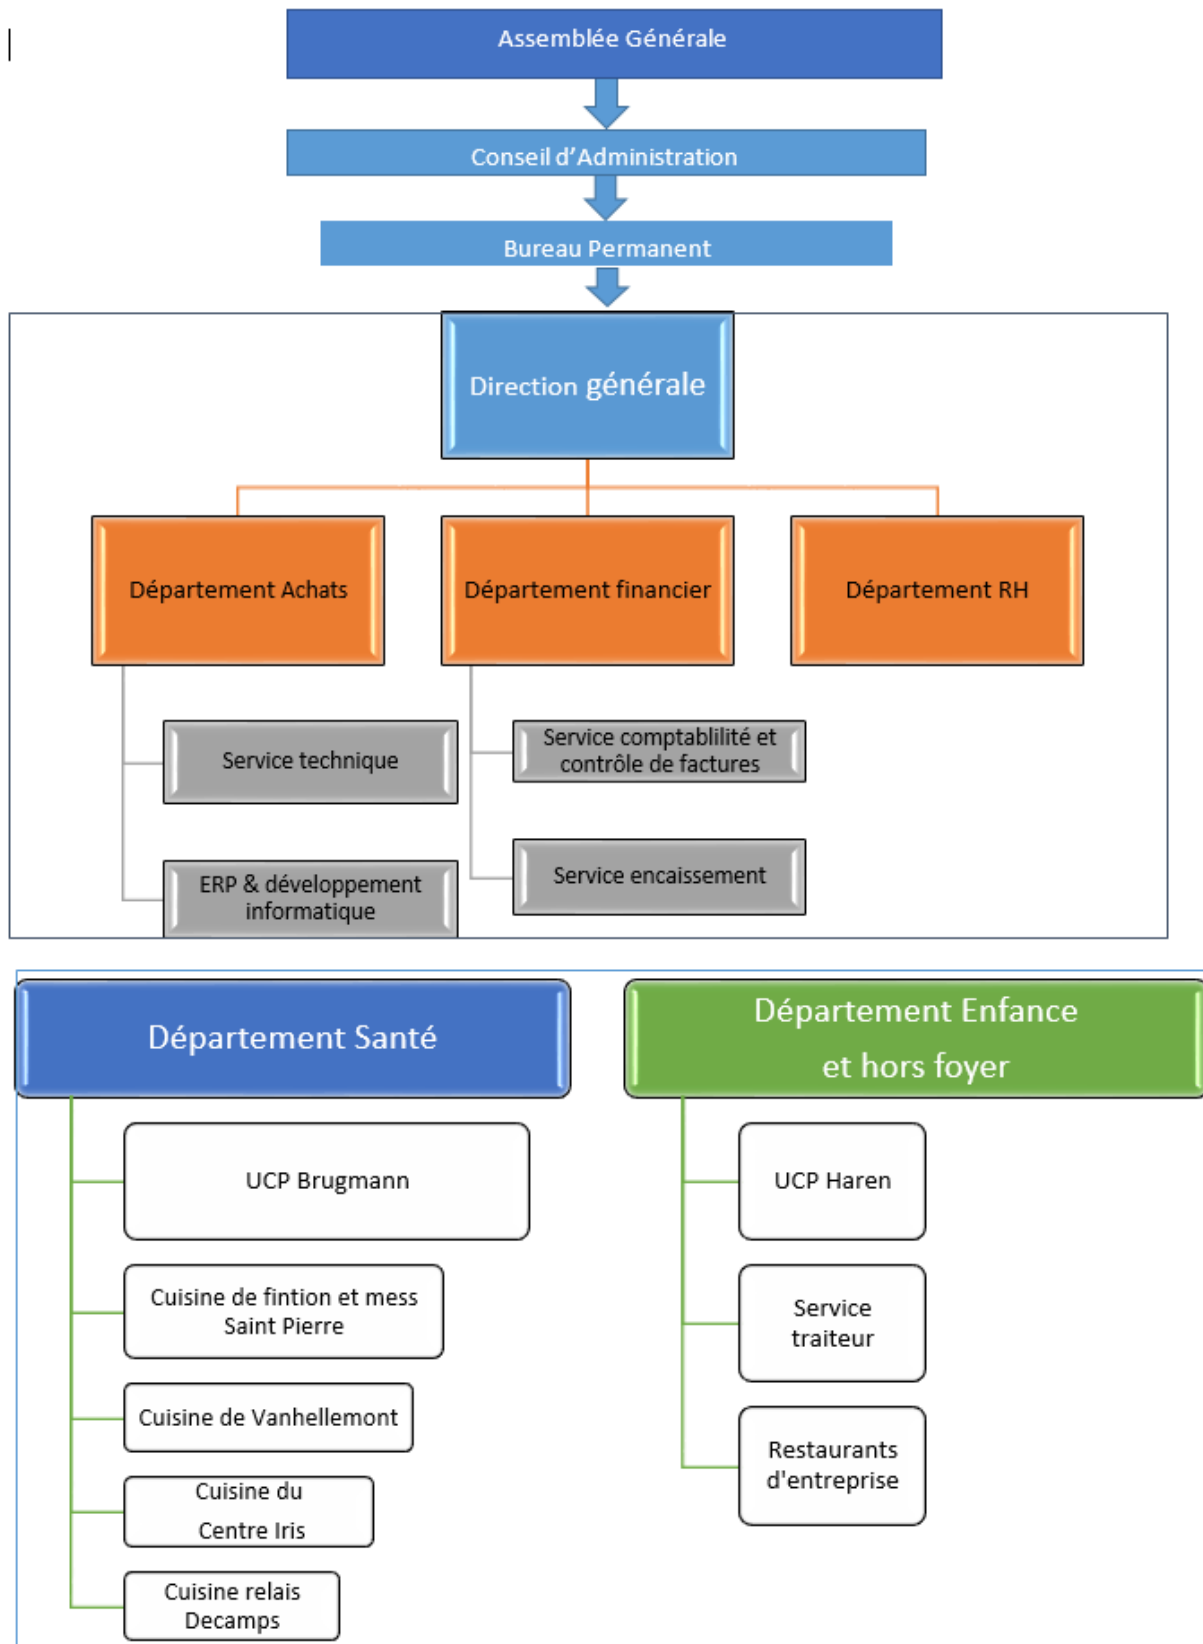 Assemblée Générale
Conseil d’Administration
Bureau Permanent
Direction générale
Département Achats
Département financier
Département RH
Service technique
ERP & développement
informatique
Service comptablilité et
contrôle de factures
Service encaissement
Département Santé
UCP Brugmann
Cuisine de fintion et mess
Saint Pierre
Cuisine de Vanhellemont
Cuisine du
Centre Iris
Cuisine relais
Decamps
Département Enfance
et hors foyer
UCP Haren
Service
traiteur
Restaurants
d'entreprise